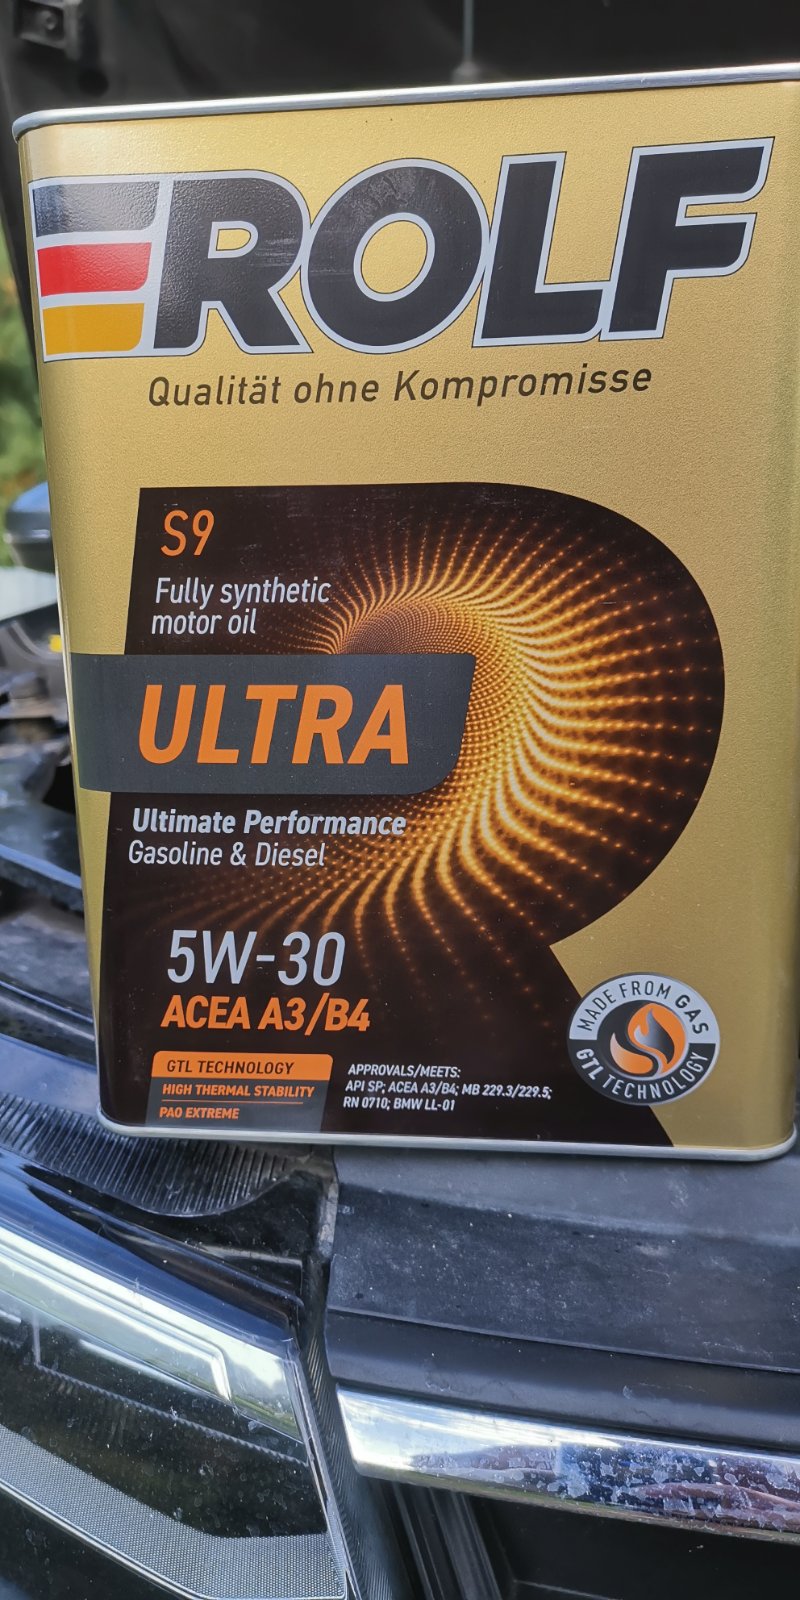 ROLF
Qualität ohne Kompromisse
S9
Fully synthetic
motor oil
ULTRA
Ultimate Performance
Gasoline & Diesel
5W-30
ACEA A3/B4
MADE FROM GAS
GTL TECHNOLOGY
GTL TECHNOLOGY
HIGH THERMAL STABILITY
PAO EXTREME
APPROVALS/MEETS:
API SP; ACEA A3/B4; MB 229.3/229.5;
RN 0710; BMW LL-01